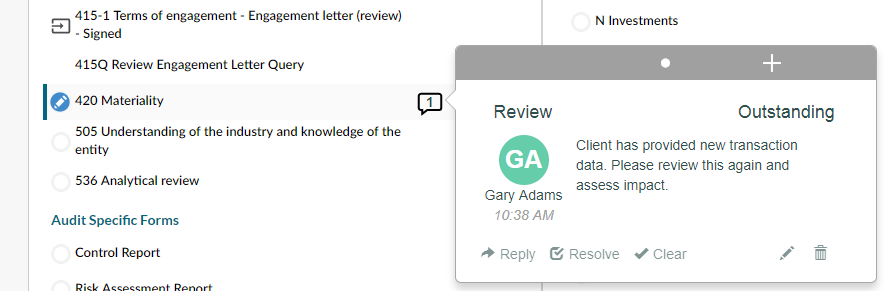 415-1 Terms of engagement - Engagement letter (review)
- Signed
415Q Review Engagement Letter Query
420 Materiality
1
505 Understanding of the industry and knowledge of the
entity
536 Analytical review
Audit Specific Forms
Control Report
Risk Assessment Report
N Investments
Review Outstanding
GA
Gary Adams
10:38 AM
Client has provided new transaction
data. Please review this again and
assess impact.
Reply Resolve Clear